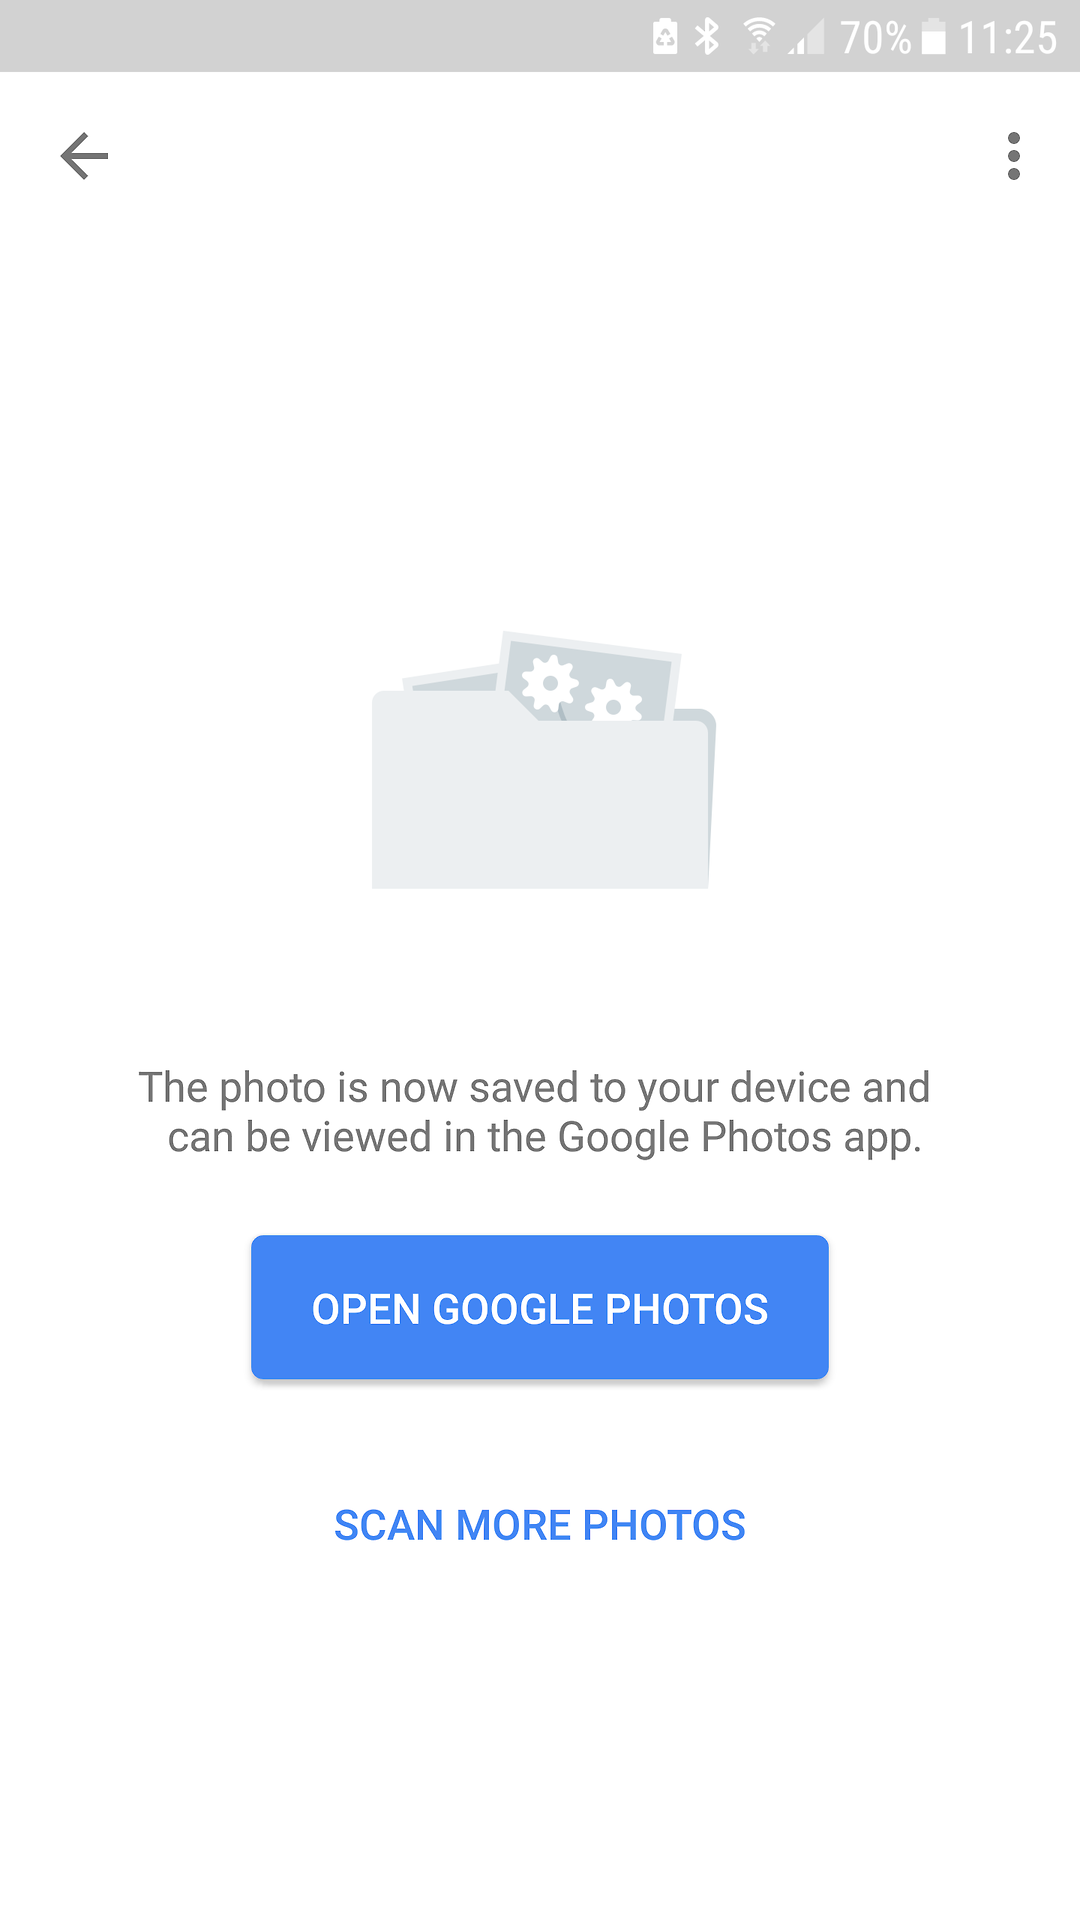 70% 11:25
The photo is now saved to your device and
can be viewed in the Google Photos app.
OPEN GOOGLE PHOTOS
SCAN MORE PHOTOS